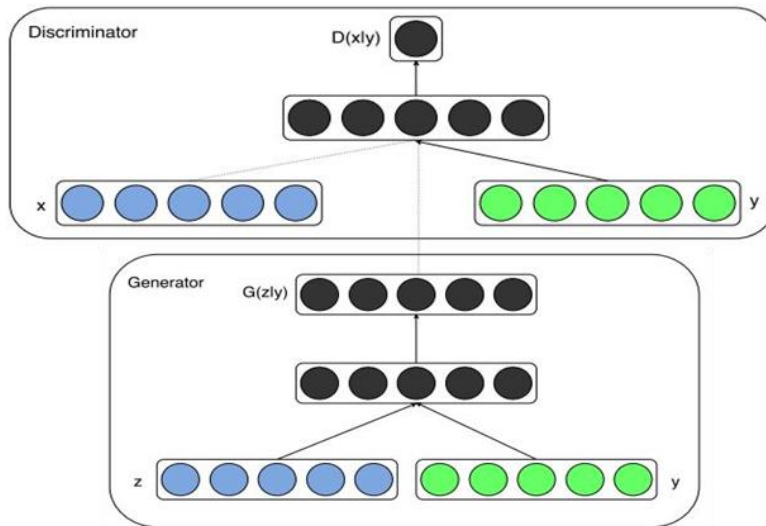 Discriminator
D(x|y)
x
y
Generator
G(z|y)
z
y